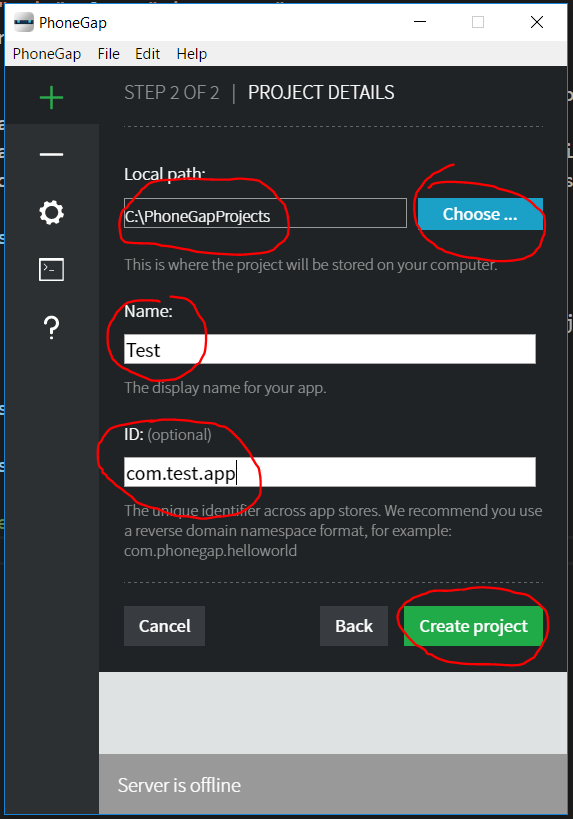 PhoneGap
PhoneGap File Edit Help
STEP 2 OF 2 | PROJECT DETAILS
Local path:
C:\PhoneGapProjects
Choose ...
This is where the project will be stored on your computer.
Name:
Test
The display name for your app.
ID: (optional)
com.test.app
The unique identifier across app stores. We recommend you use
a reverse domain namespace format, for example:
com.phonegap.helloworld
Cancel Back Create project
Server is offline